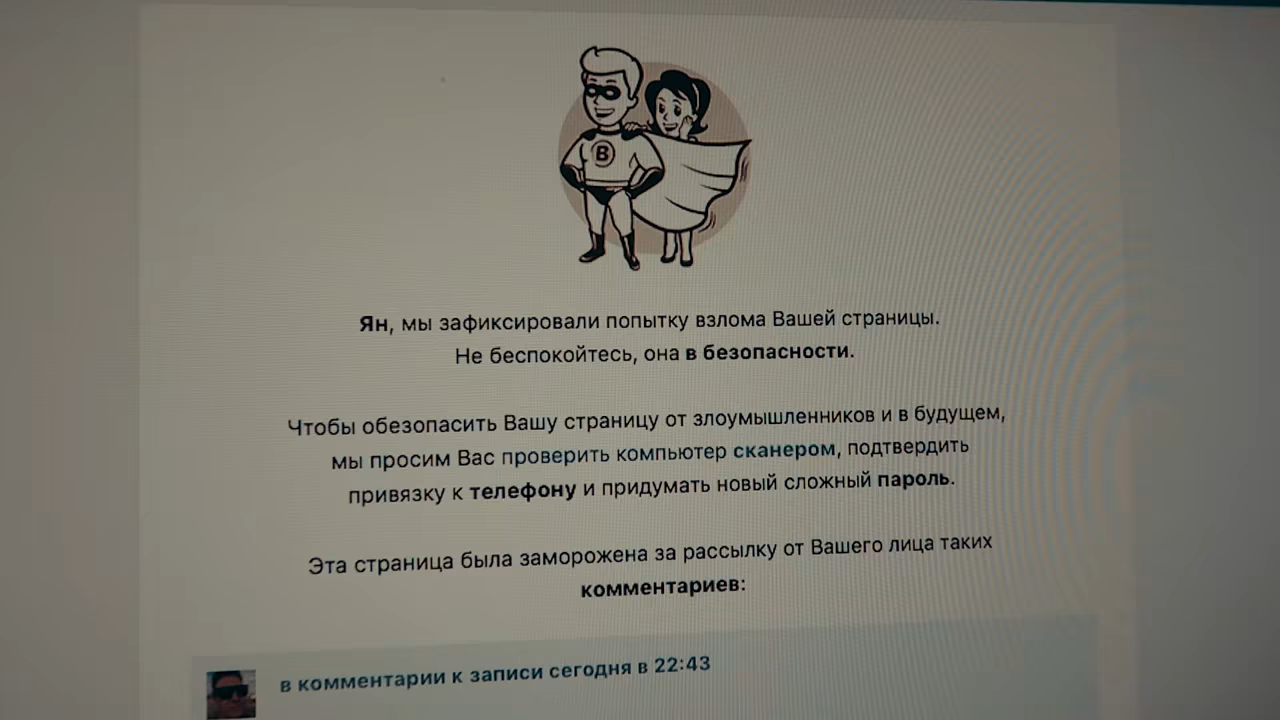 В
Ян, мы зафиксировали попытку взлома Вашей страницы.
Не беспокойтесь, она в безопасности.
Чтобы обезопасить Вашу страницу от злоумышленников и в будущем,
мы просим Вас проверить компьютер сканером, подтвердить
привязку к телефону и придумать новый сложный пароль.
Эта страница была заморожена за рассылку от Вашего лица таких
комментариев:
в комментарии к записи сегодня в 22:43